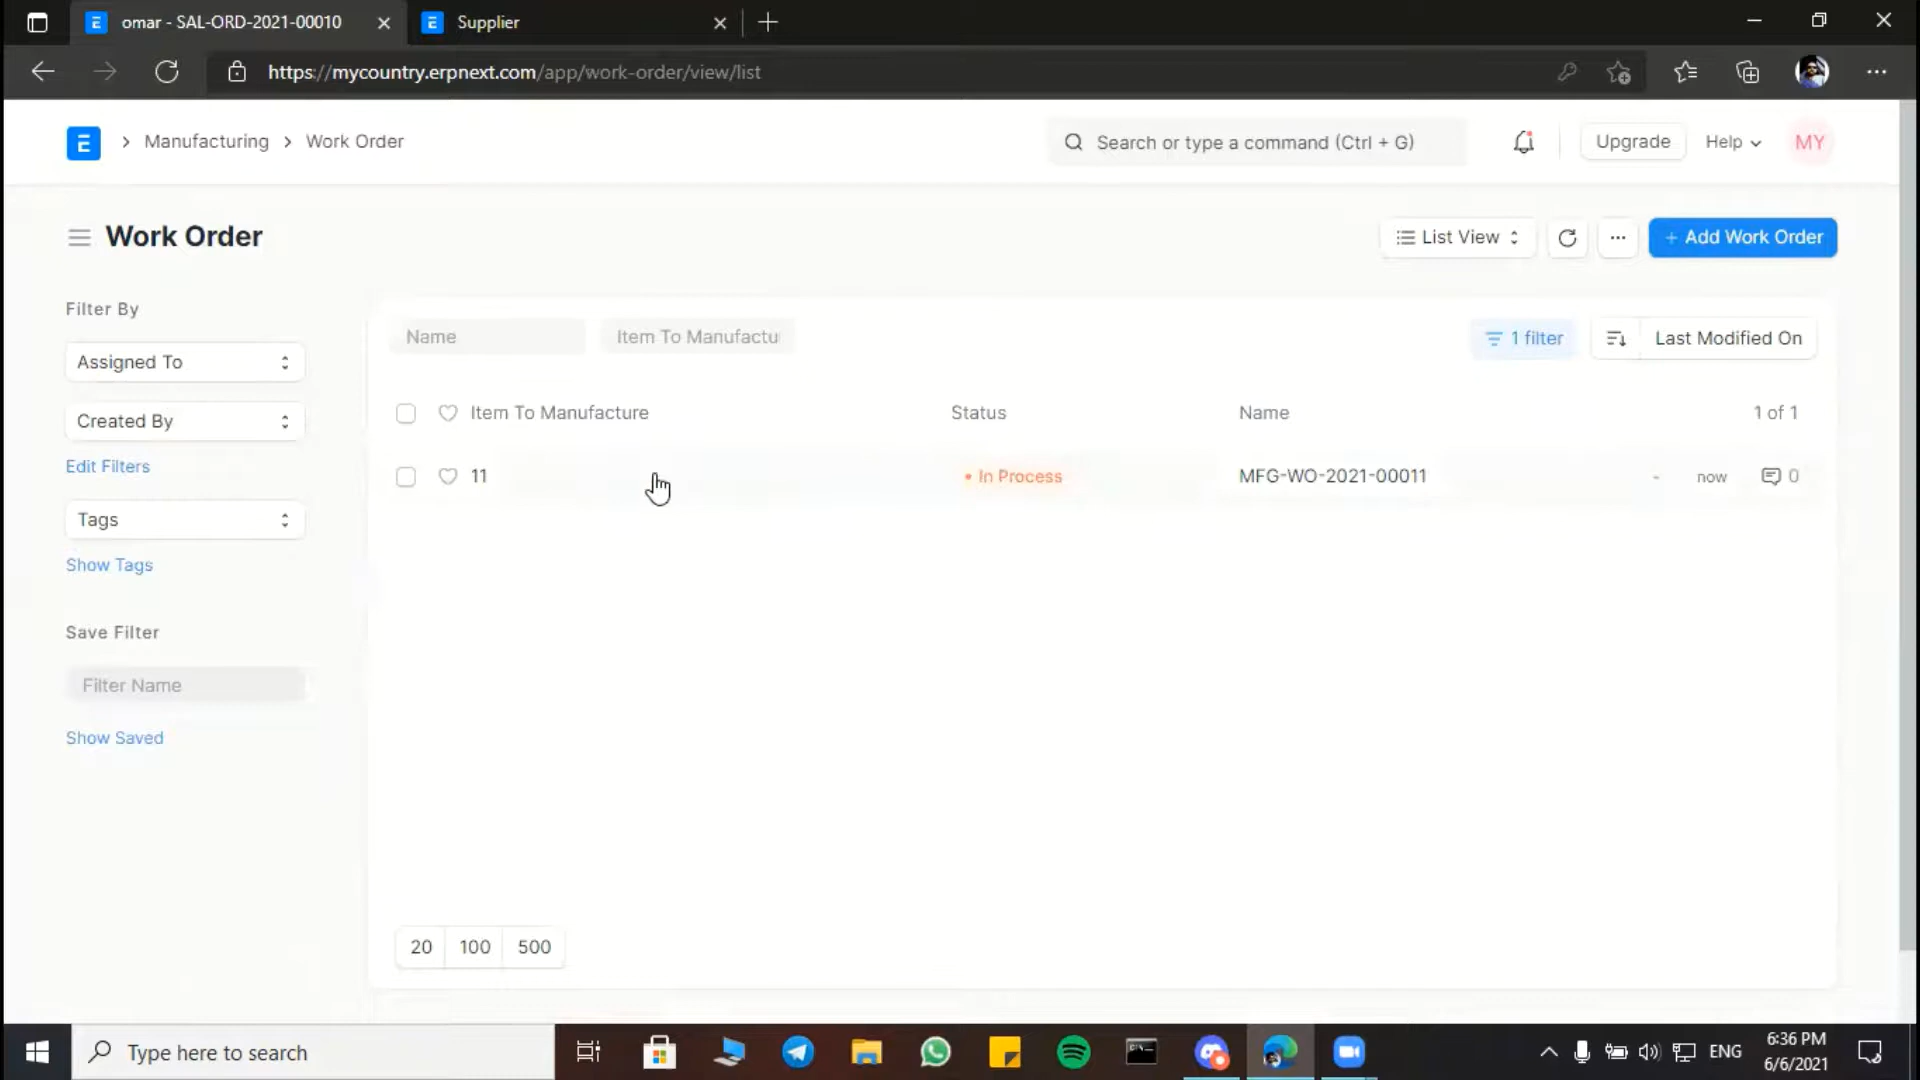 omar - SAL-ORD-2021-00010
Supplier
https://mycountry.erpnext.com/app/work-order/view/list
Manufacturing
Work Order
Search or type a command (Ctrl + G)
Upgrade
Help
MY
Work Order
List View
+ Add Work Order
Filter By
Assigned To
Created By
Edit Filters
Tags
Show Tags
Save Filter
Filter Name
Show Saved
Name
Item To Manufactu
1 filter
Last Modified On
Item To Manufacture
Status
Name
1 of 1
11
In Process
MFG-WO-2021-00011
-
now
0
20
100
500
Type here to search
ENG
6:36 PM
6/6/2021